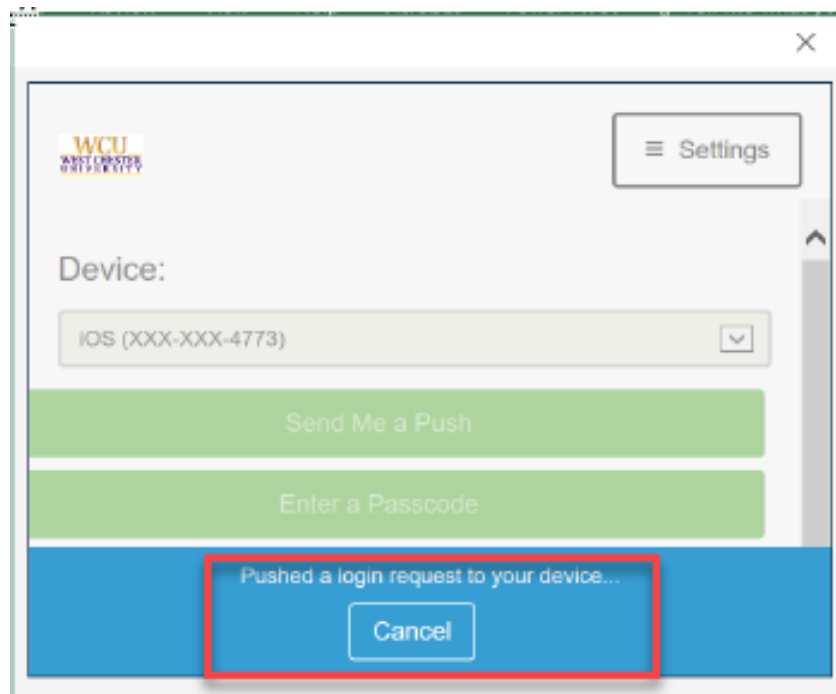 WCU
WEST CHESTER
UNIVERSITY
≡ Settings
Device:
iOS (XXX-XXX-4773)
Send Me a Push
Enter a Passcode
Pushed a login request to your device...
Cancel